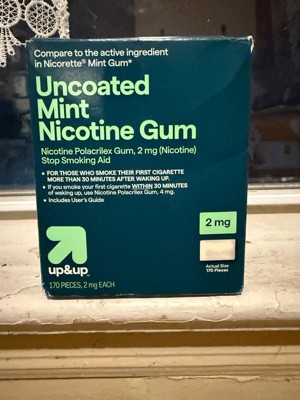 Compare to the active ingredient
in Nicorette® Mint Gum*
Uncoated
Mint
Nicotine Gum
Nicotine Polacrilex Gum, 2 mg (Nicotine)
Stop Smoking Aid
• FOR THOSE WHO SMOKE THEIR FIRST CIGARETTE
MORE THAN 30 MINUTES AFTER WAKING UP.
• If you smoke your first cigarette WITHIN 30 MINUTES
of waking up, use Nicotine Polacrilex Gum, 4 mg.
• Includes User's Guide
2 mg
Actual Size
170 Pieces
up&up
170 PIECES, 2 mg EACH